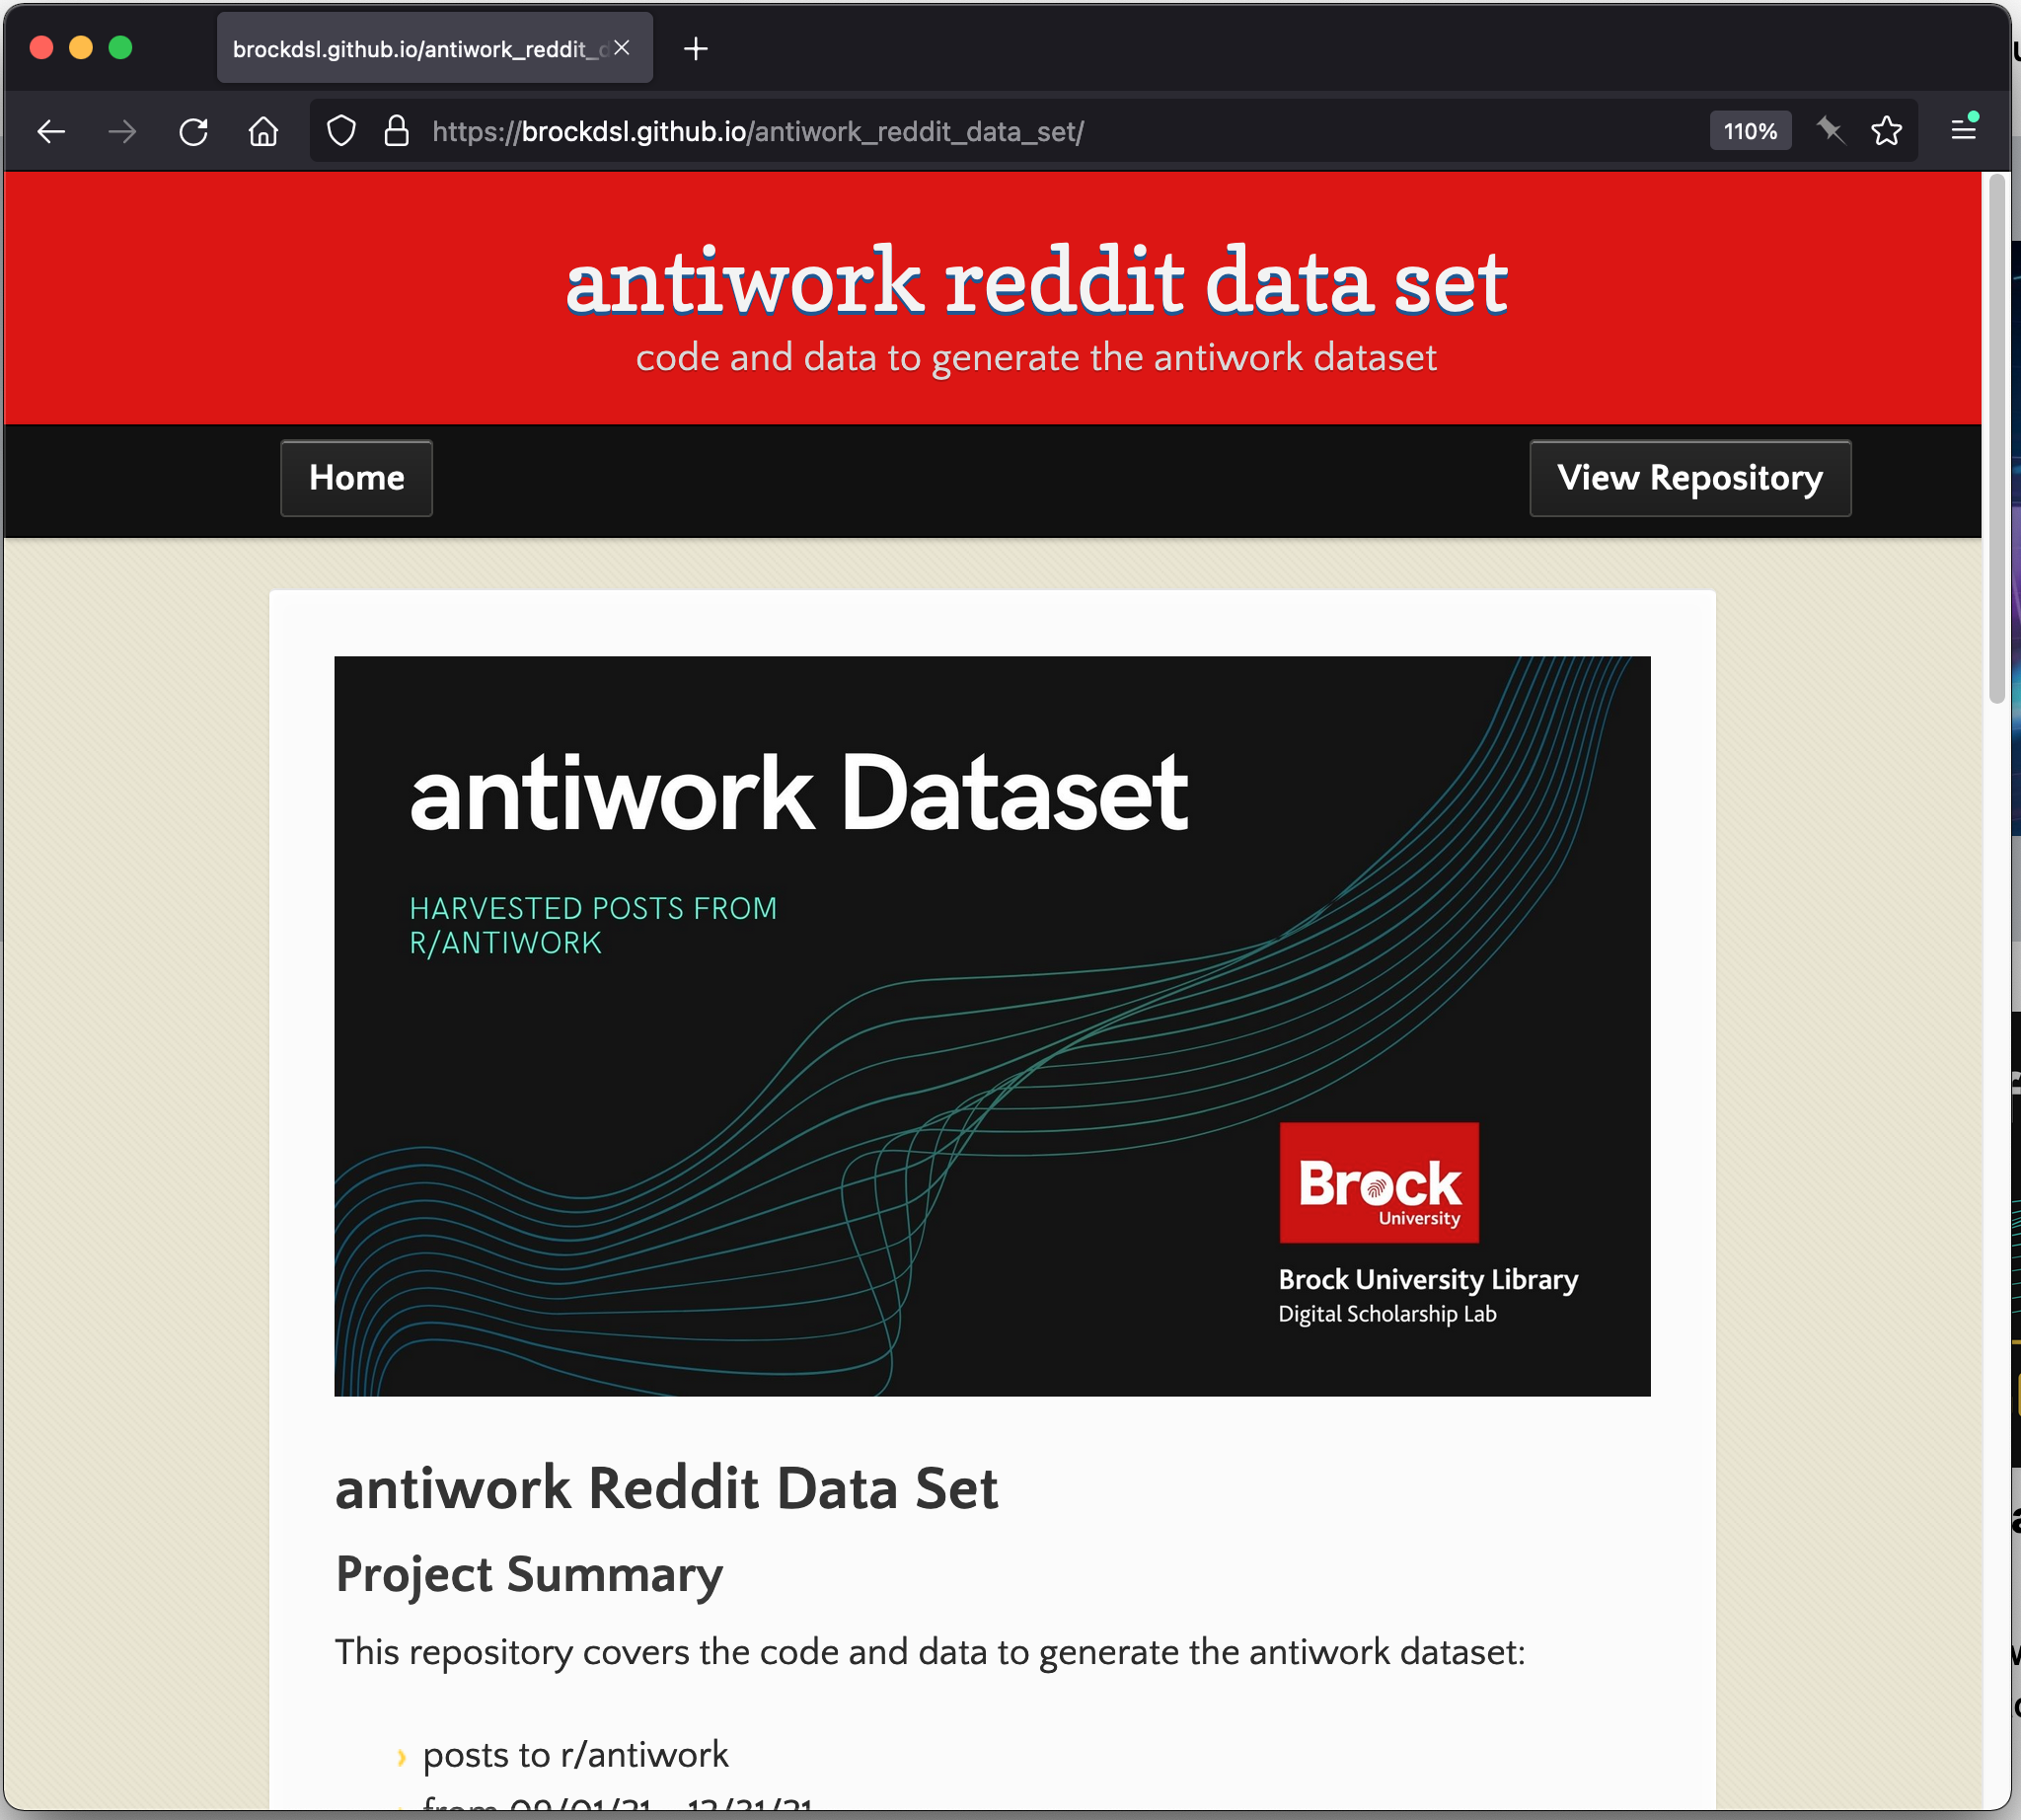 brockdsl.github.io/antiwork_reddit_d
https://brockdsl.github.io/antiwork_reddit_data_set/
110%
antiwork reddit data set
code and data to generate the antiwork dataset
Home
View Repository
antiwork Dataset
HARVESTED POSTS FROM
R/ANTIWORK
Brock
University
Brock University Library
Digital Scholarship Lab
antiwork Reddit Data Set
Project Summary
This repository covers the code and data to generate the antiwork dataset:
posts to r/antiwork